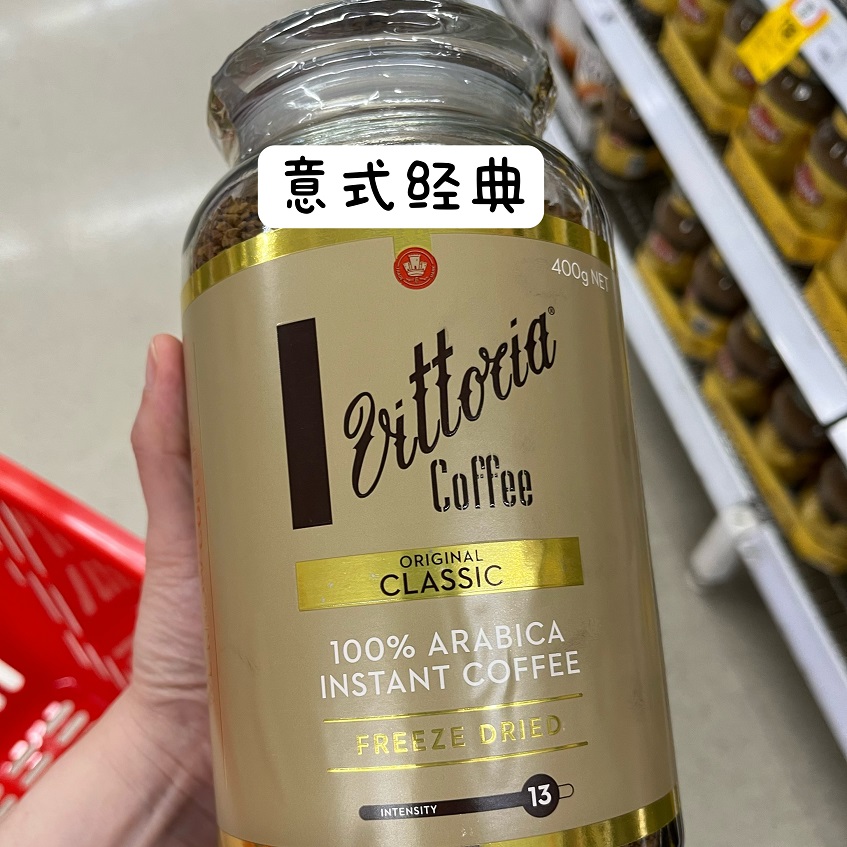 意式经典
400g NET
Vittoria®
Coffee
ORIGINAL
CLASSIC
100% ARABICA
INSTANT COFFEE
FREEZE DRIED
INTENSITY 13